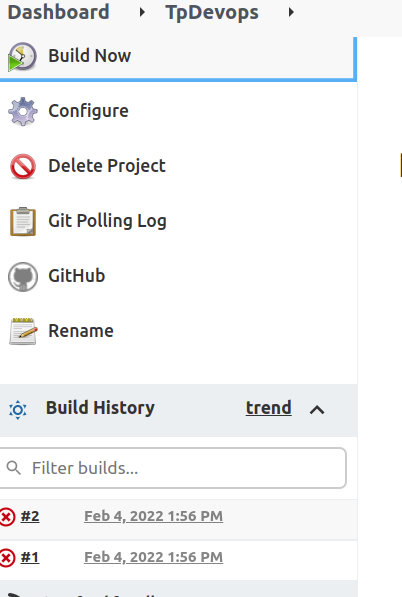 Dashboard TpDevops
Build Now
Configure
Delete Project
Git Polling Log
GitHub
Rename
Build History trend
Filter builds...
#2 Feb 4, 2022 1:56 PM
#1 Feb 4, 2022 1:56 PM